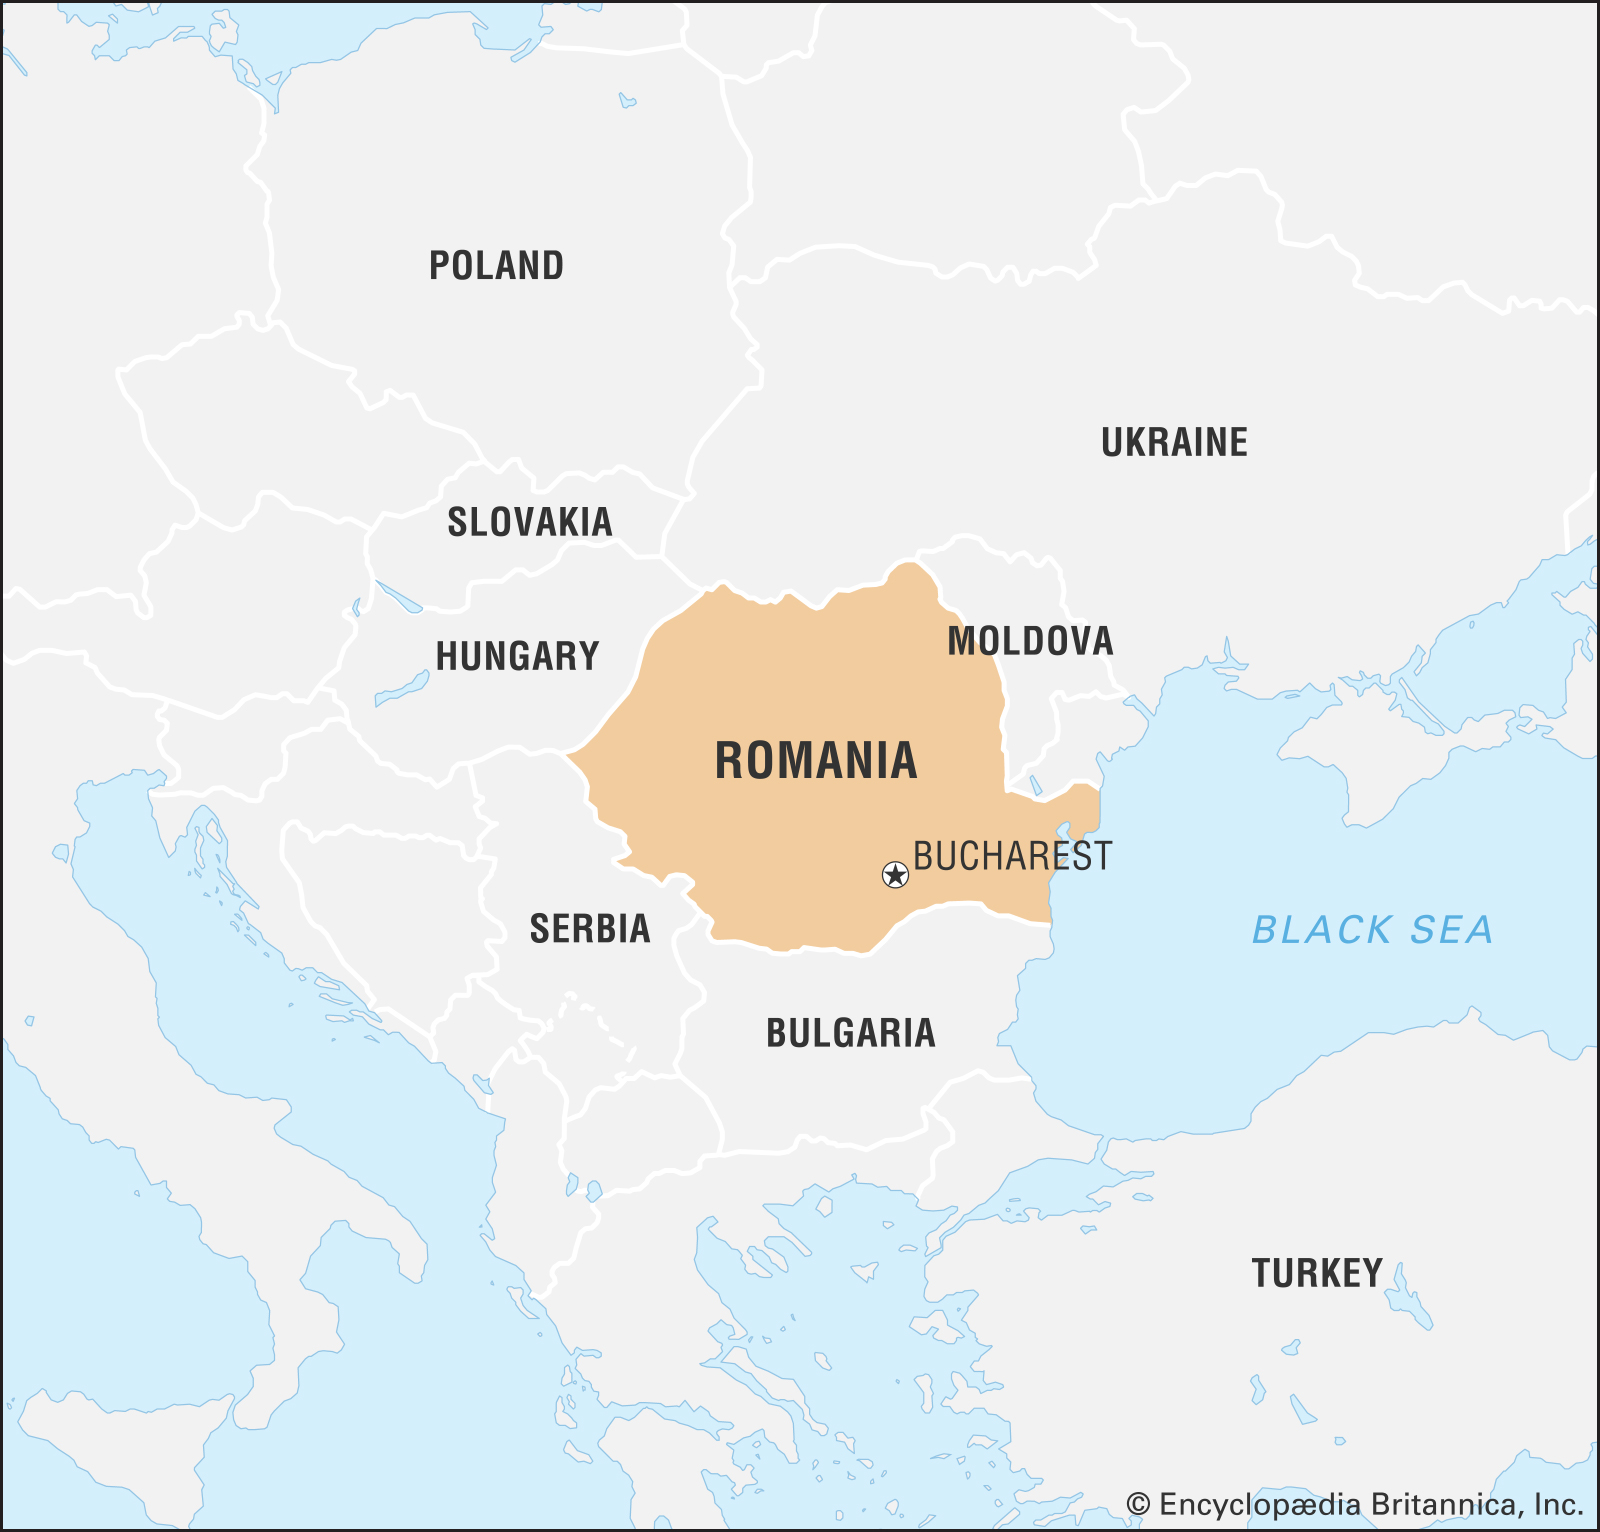 POLAND
UKRAINE
SLOVAKIA
MOLDOVA
HUNGARY
ROMANIA
BUCHAREST
SERBIA
BLACK SEA
BULGARIA
TURKEY
© Encyclopædia Britannica, Inc.